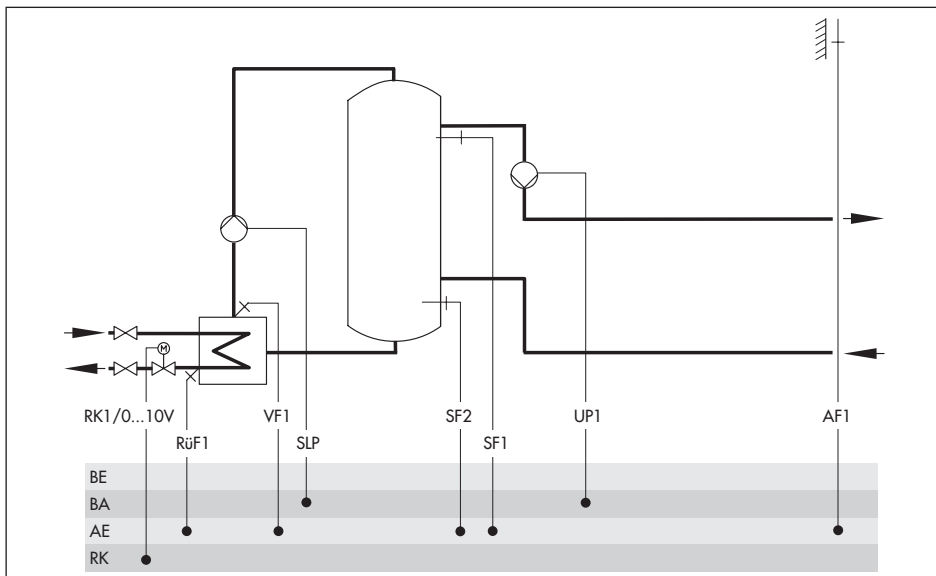 M
RK1/0...10V VF1 SF2 UP1 AF1
RüF1 SLP SF1
BE
BA
AE
RK